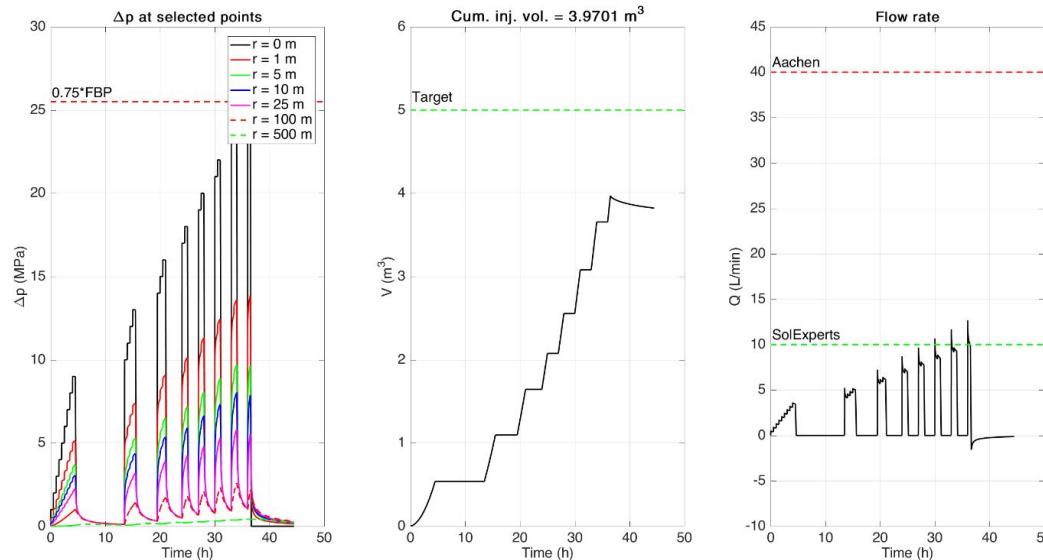 Δp at selected points
30
25
20
15
10
5
0
Δp (MPa)
0.75*FBP
r = 0 m
r = 1 m
r = 5 m
r = 10 m
r = 25 m
r = 100 m
r = 500 m
0 10 20 30 40 50
Time (h)
Cum. inj. vol. = 3.9701 m³
6
5
4
3
2
1
0
V (m³)
Target
0 10 20 30 40 50
Time (h)
Flow rate
45
40
35
30
25
20
15
10
5
0
-5
-10
Q (L/min)
Aachen
SolExperts
0 10 20 30 40 50
Time (h)